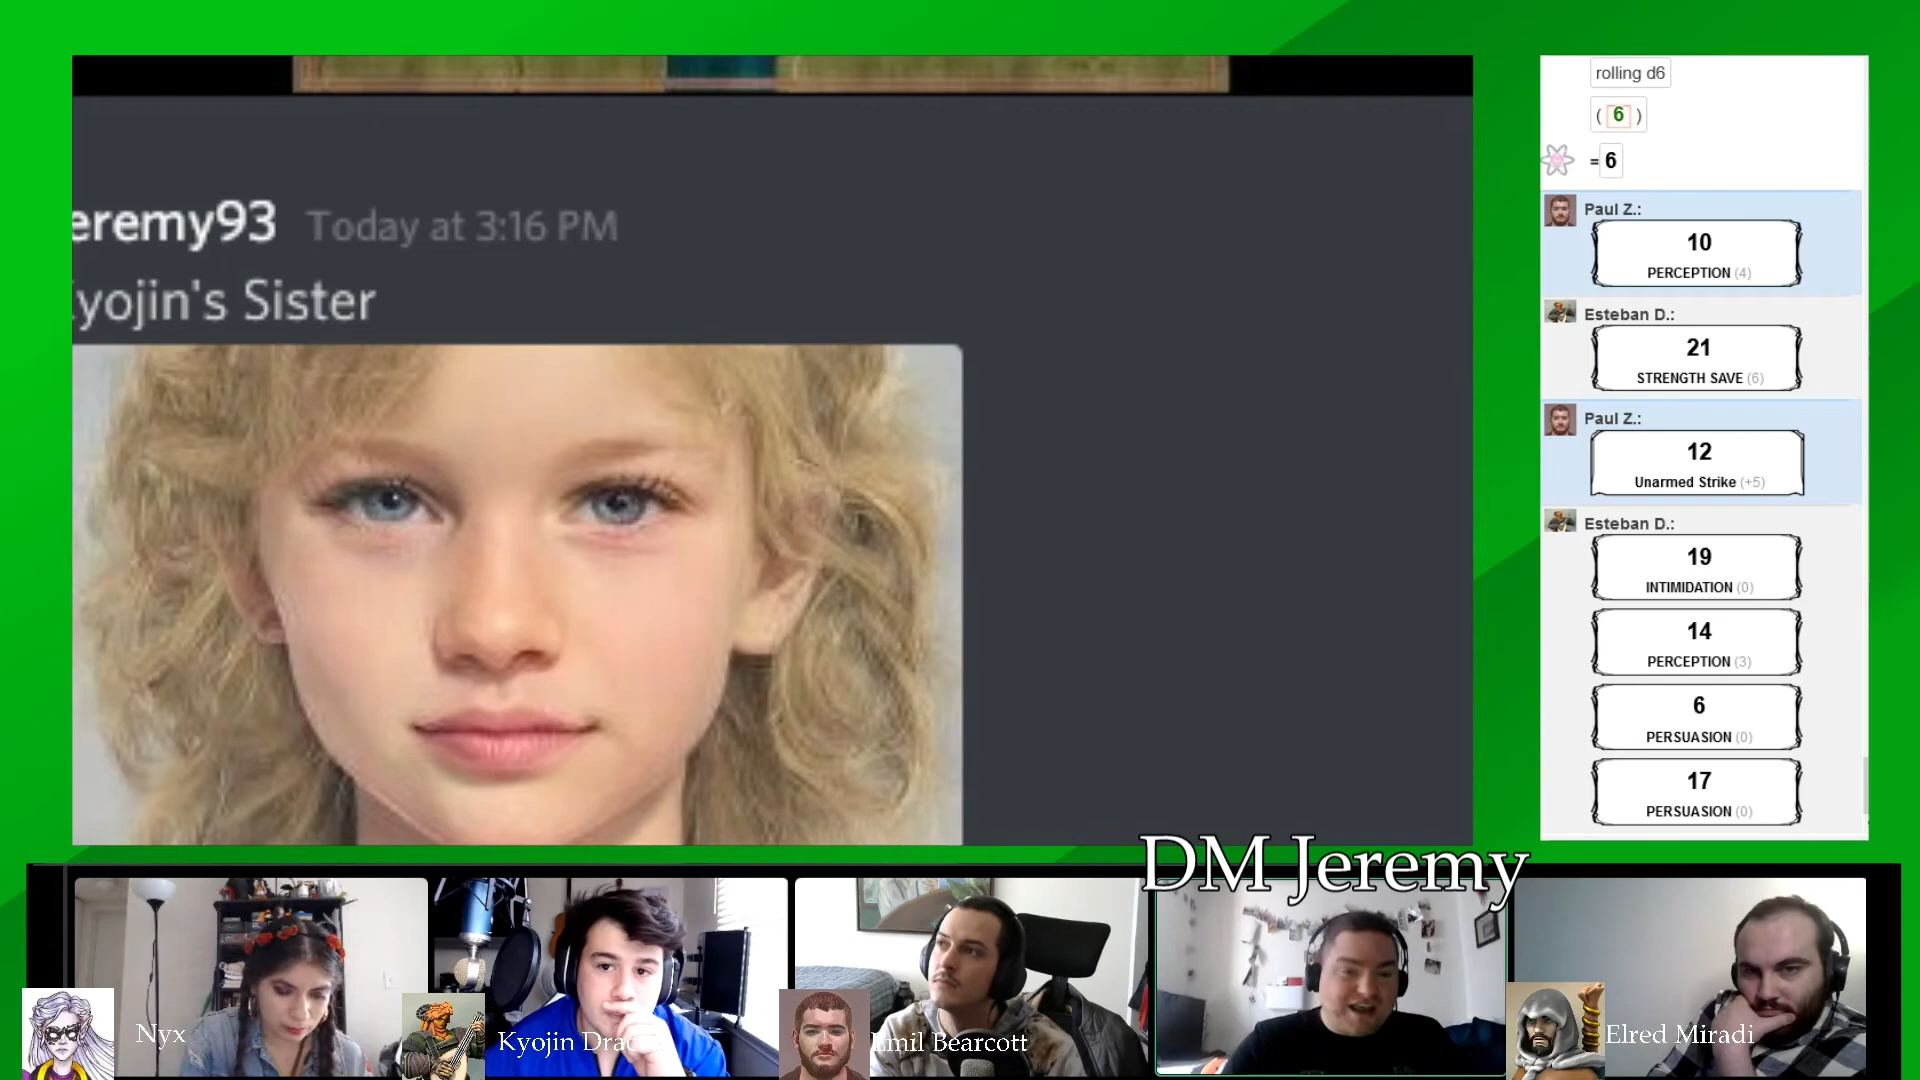 eremy93 Today at 3:16 PM
yojin's Sister
rolling d6
( 6 )
= 6
Paul Z.:
10
PERCEPTION (4)
Esteban D.:
21
STRENGTH SAVE (6)
Paul Z.:
12
Unarmed Strike (+5)
Esteban D.:
19
INTIMIDATION (0)
14
PERCEPTION (3)
6
PERSUASION (0)
17
PERSUASION (0)
DM Jeremy
Nyx
Kyojin Dra
Emil Bearcott
Elred Miradi